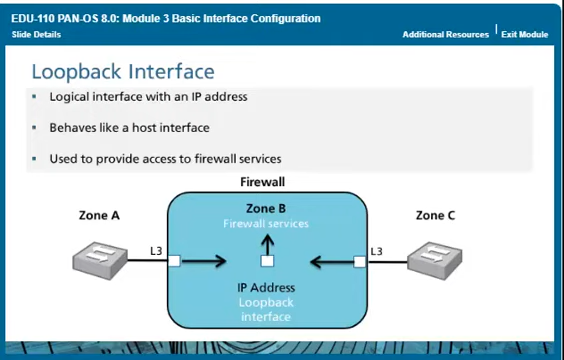 EDU-110 PAN-OS 8.0: Module 3 Basic Interface Configuration
Slide Details
Additional Resources
Exit Module
Loopback Interface
Logical interface with an IP address
Behaves like a host interface
Used to provide access to firewall services
Firewall
Zone A
Zone B
Firewall services
Zone C
L3
L3
IP Address
Loopback
interface